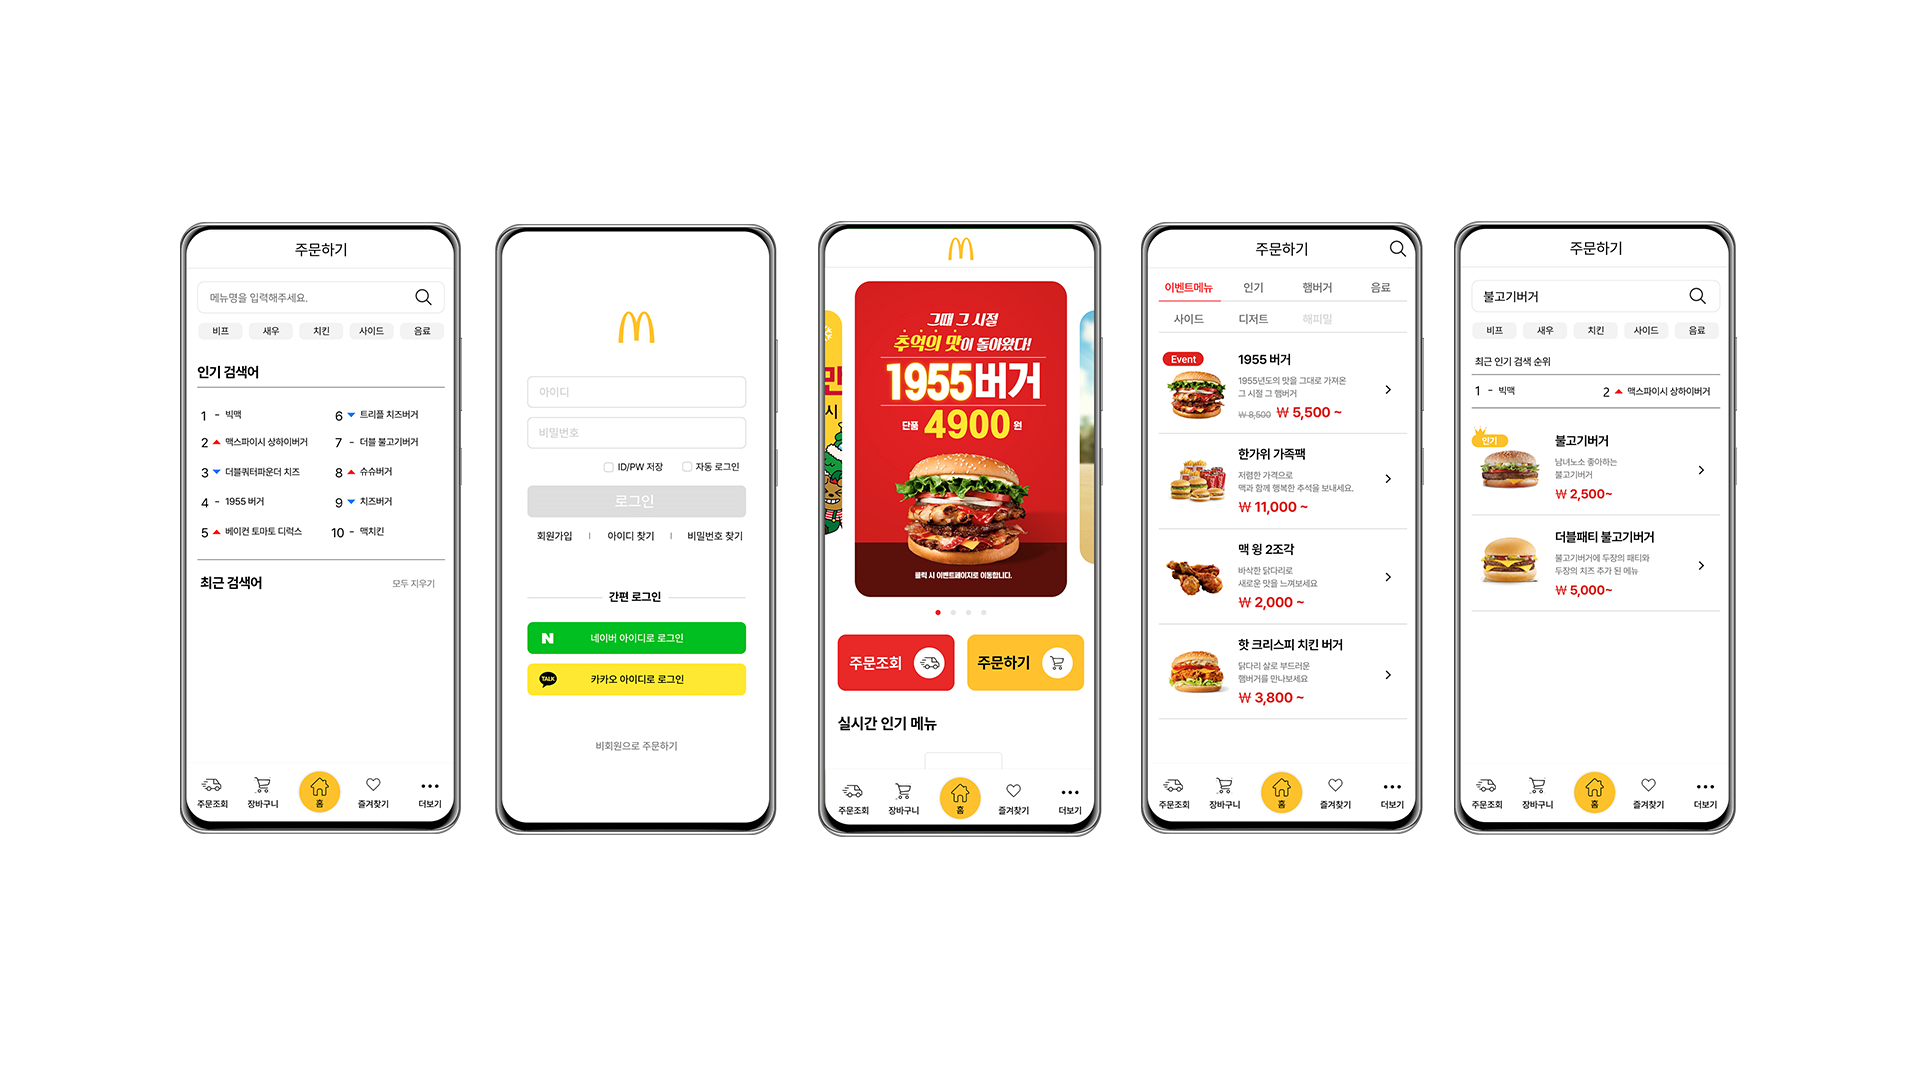 주문하기
메뉴명을 입력해주세요.
비프 새우 치킨 사이드 음료
인기 검색어
1 - 빅맥
2 맥스파이시 상하이버거
3 더블쿼터파운더 치즈
4 - 1955 버거
5 베이컨 토마토 디럭스
6 트리플 치즈버거
7 - 더블 불고기버거
8 슈슈버거
9 치즈버거
10 - 맥치킨
최근 검색어 모두 지우기
주문조회 장바구니 홈 즐겨찾기 더보기
아이디
비밀번호
ID/PW 저장 자동 로그인
로그인
회원가입 | 아이디 찾기 | 비밀번호 찾기
간편 로그인
N 네이버 아이디로 로그인
TALK 카카오 아이디로 로그인
비회원으로 주문하기
그때 그 시절
추억의 맛이 돌아왔다!
1955버거
단품 4900원
클릭 시 이벤트페이지로 이동합니다.
주문조회 주문하기
실시간 인기 메뉴
주문조회 장바구니 홈 즐겨찾기 더보기
주문하기
이벤트메뉴 인기 햄버거 음료
사이드 디저트 해피밀
Event
1955 버거
1955년도의 맛을 그대로 가져온
그 시절 그 햄버거
₩ 8,500 ₩ 5,500 ~
한가위 가족팩
저렴한 가격으로
맥과 함께 행복한 추석을 보내세요.
₩ 11,000 ~
맥 윙 2조각
바삭한 닭다리로
새로운 맛을 느껴보세요
₩ 2,000 ~
핫 크리스피 치킨 버거
닭다리 살로 부드러운
햄버거를 만나보세요
₩ 3,800 ~
주문조회 장바구니 홈 즐겨찾기 더보기
주문하기
불고기버거
비프 새우 치킨 사이드 음료
최근 인기 검색 순위
1 - 빅맥 2 맥스파이시 상하이버거
인기
불고기버거
남녀노소 좋아하는
불고기버거
₩ 2,500~
더블패티 불고기버거
불고기버거에 두장의 패티와
두장의 치즈 추가 된 메뉴
₩ 5,000~
주문조회 장바구니 홈 즐겨찾기 더보기